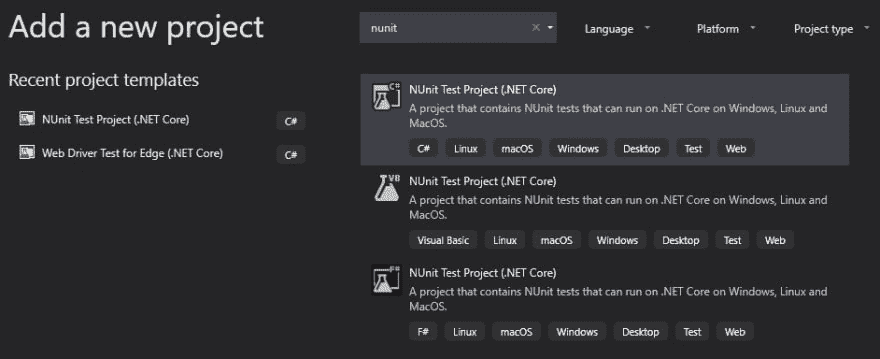 Add a new project
nunit
Language
Platform
Project type
Recent project templates
NUnit Test Project (.NET Core)
C#
Web Driver Test for Edge (.NET Core)
C#
C#
NUnit Test Project (.NET Core)
A project that contains NUnit tests that can run on .NET Core on Windows, Linux and
MacOS.
C# Linux macOS Windows Desktop Test Web
VB
NUnit Test Project (.NET Core)
A project that contains NUnit tests that can run on .NET Core on Windows, Linux and
MacOS.
Visual Basic Linux macOS Windows Desktop Test Web
F#
NUnit Test Project (.NET Core)
A project that contains NUnit tests that can run on .NET Core on Windows, Linux and
MacOS.
F# Linux macOS Windows Desktop Test Web